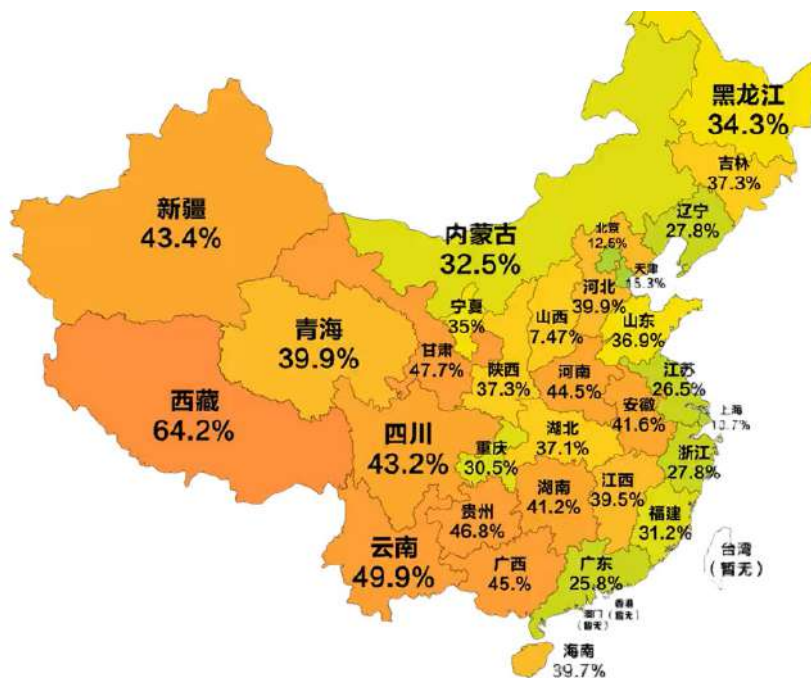 黑龙江
34.3%
吉林
37.3%
辽宁
27.8%
新疆
43.4%
内蒙古
32.5%
北京
12.5%
天津
15.3%
河北
39.9%
宁夏
35%
山西
7.47%
山东
36.9%
青海
39.9%
甘肃
47.7%
陕西
37.3%
河南
44.5%
江苏
26.5%
西藏
64.2%
安徽
41.6%
上海
四川
43.2%
重庆
30.5%
湖北
37.1%
浙江
27.8%
湖南
41.2%
江西
39.5%
贵州
46.8%
福建
31.2%
云南
49.9%
广西
45.%
广东
25.8%
台湾
（暂无）
香港
（暂无）
澳门
（暂无）
海南
39.7%